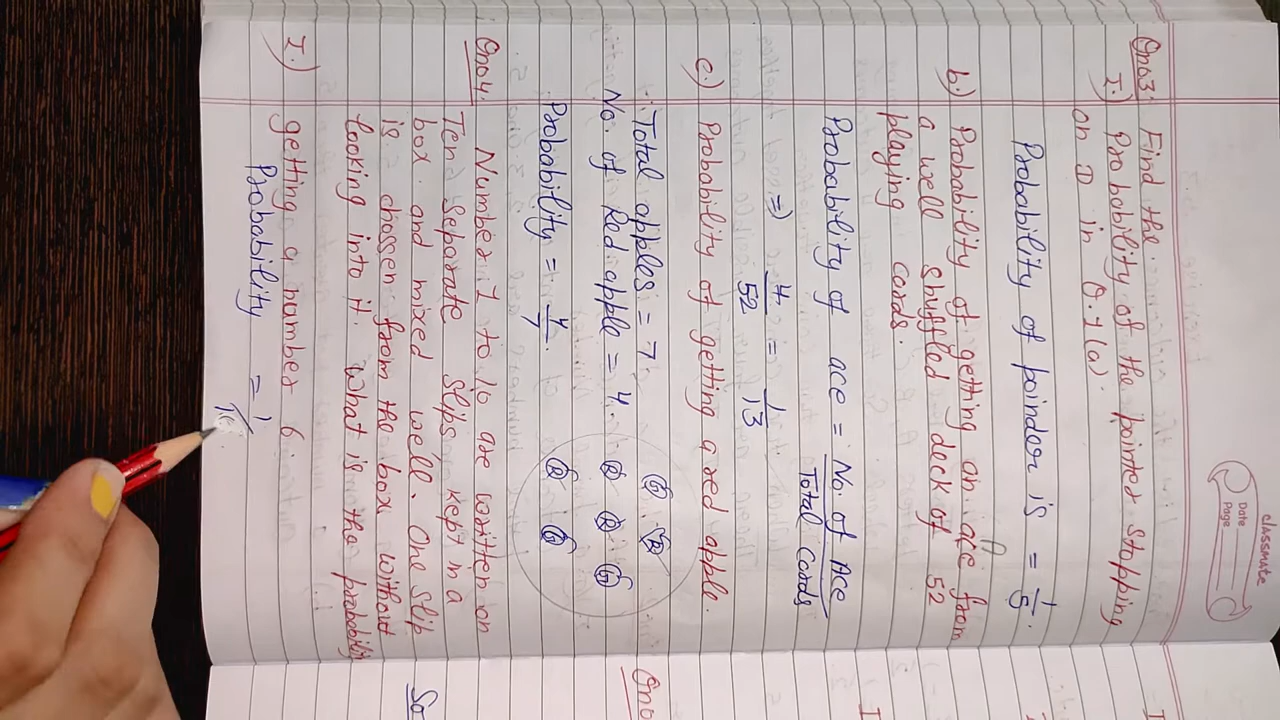 classmate
Date
Page
Qno3. Find the.
I.) Probability of the pointer stopping
on D in Q.1(a).
Probability of poinder is = 1/5.
b.) Probability of getting an ace from
a well shuffled deck of 52
playing cards.
Probability of ace = No. of Ace / Total Cards
=) 4/52 = 1/13
c.) Probability of getting a red apple.
Total apples = 7
No. of Red apple = 4.
Probability = 4/7.
Qno4. Number 1 to 10 are written on
Ten separate slips, kept in a
box and mixed well. One slip
is chossen from the box without
looking into it. What is the probability
I.) getting a number 6.
Probability = 1/10
Qno
So